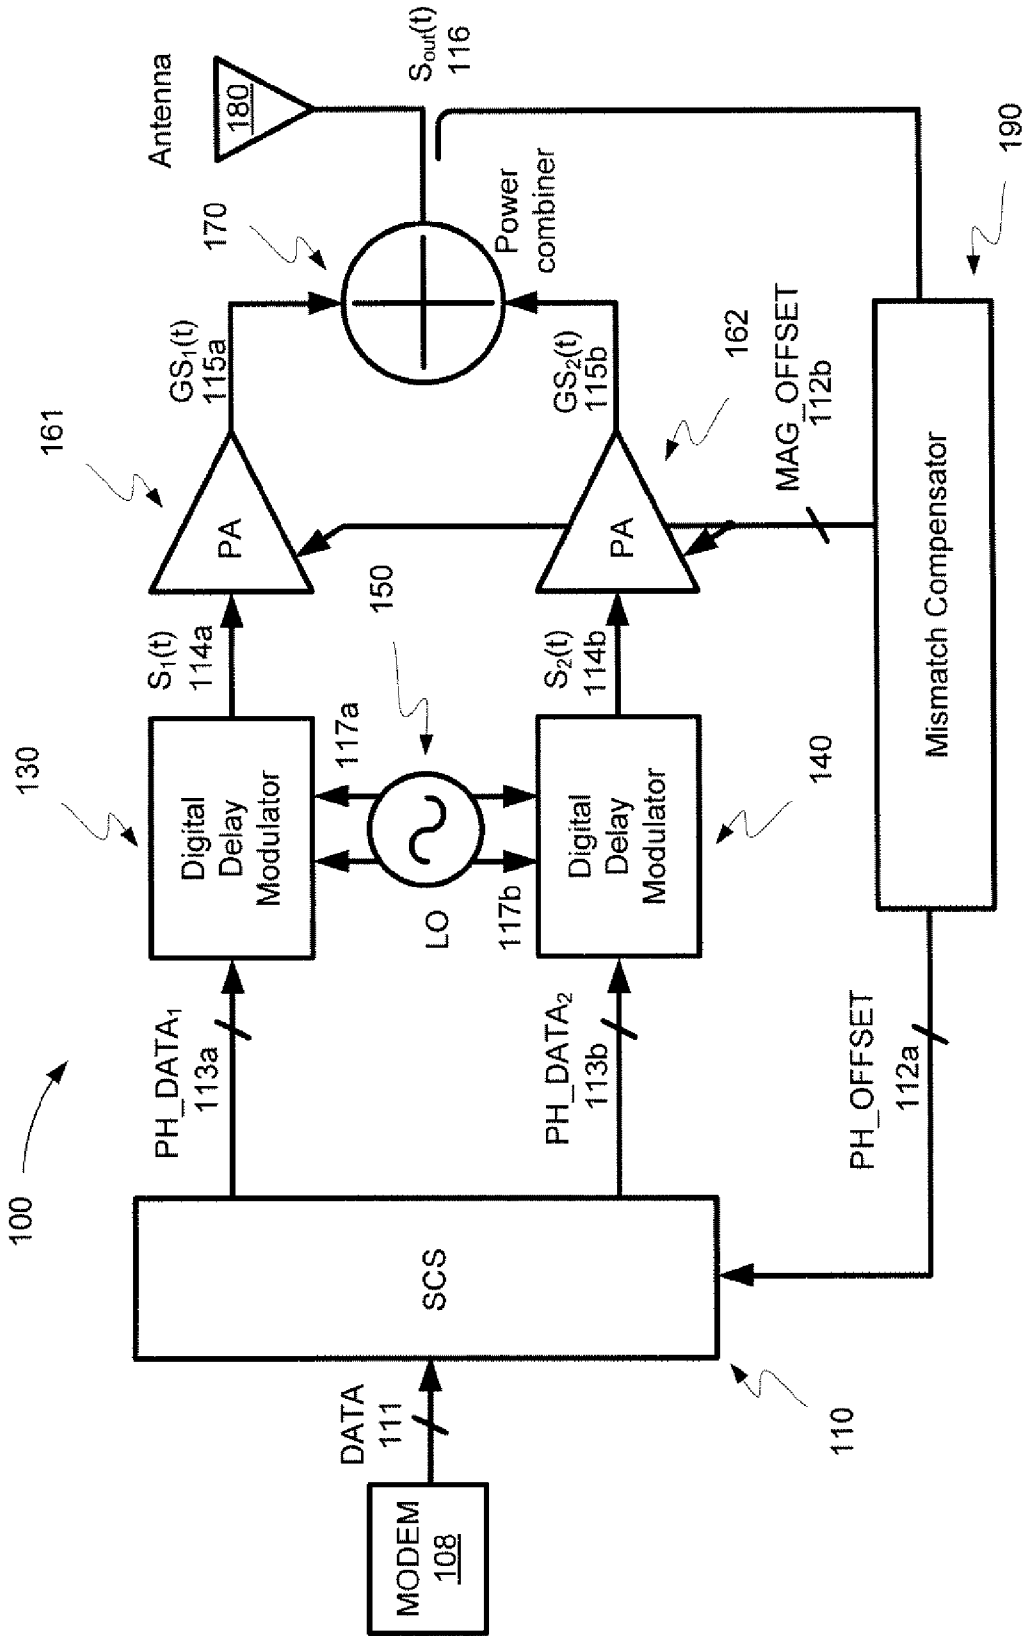 100
MODEM
108
DATA
111
SCS
110
PH_DATA₁
113a
PH_DATA₂
113b
PH_OFFSET
112a
130
Digital
Delay
Modulator
117a
LO
117b
150
Digital
Delay
Modulator
140
S₁(t)
114a
S₂(t)
114b
161
PA
PA
162
GS₁(t)
115a
GS₂(t)
115b
MAG_OFFSET
112b
170
Power
combiner
Antenna
180
Sout(t)
116
Mismatch Compensator
190